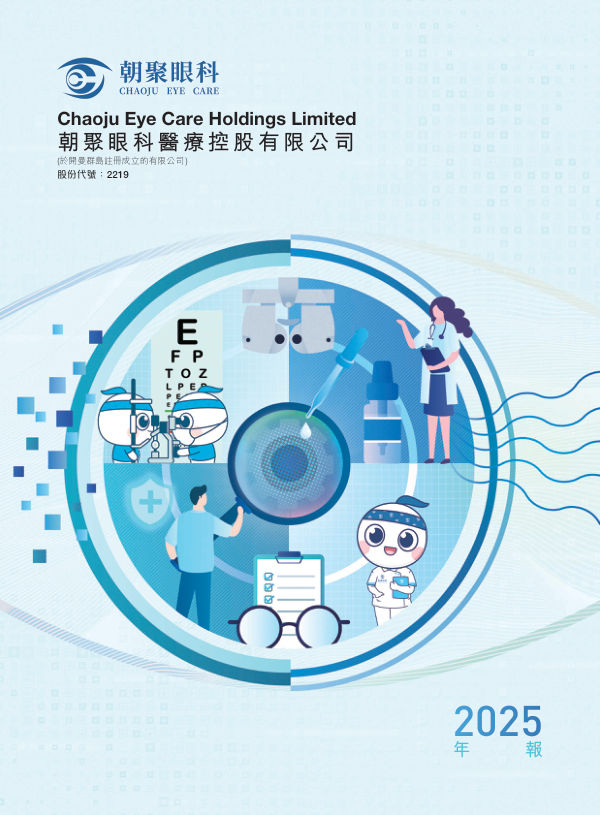 朝聚眼科
CHAOJU EYE CARE
Chaoju Eye Care Holdings Limited
朝聚眼科醫療控股有限公司
(於開曼群島註冊成立的有限公司)
股份代號：2219
E
F P
T O Z
L P E D
P E
2025
年 報